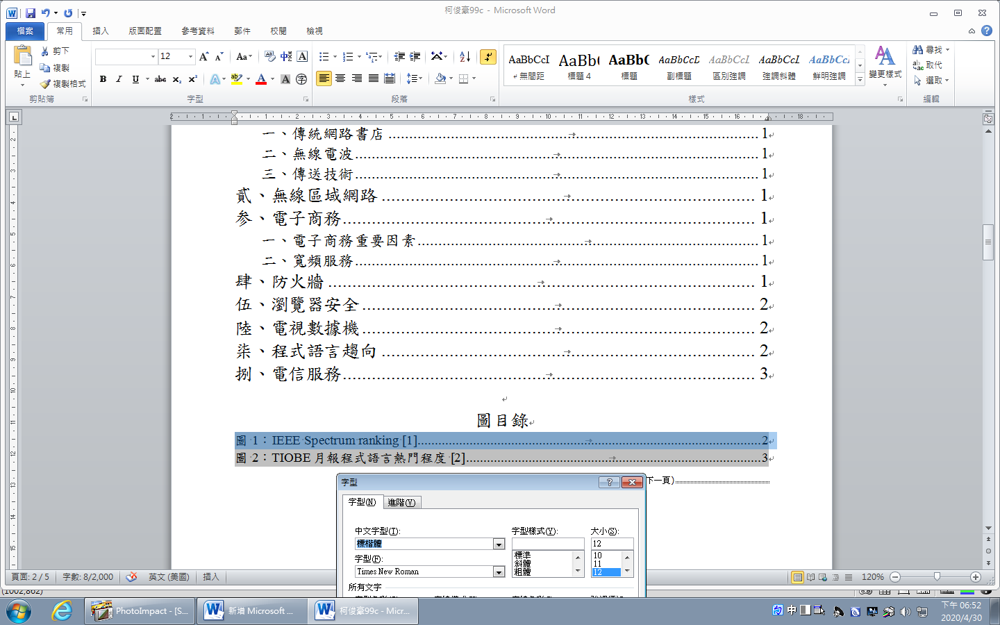 柯俊豪99c - Microsoft Word
檔案 常用 插入 版面配置 參考資料 郵件 校閱 檢視
貼上 剪下 複製 複製格式
12
無間距 標題 4 標題 副標題 區別強調 強調斜體 鮮明強調
變更樣式 尋找 取代 選取
剪貼簿 字型 段落 樣式 編輯
一、傳統網路書店 1
二、無線電波 1
三、傳送技術 1
貳、無線區域網路 1
參、電子商務 1
一、電子商務重要因素 1
二、寬頻服務 1
肆、防火牆 1
伍、瀏覽器安全 2
陸、電視數據機 2
柒、程式語言趨向 2
捌、電信服務 3
圖目錄
圖 1：IEEE Spectrum ranking [1] 2
圖 2：TIOBE 月報程式語言熱門程度 [2] 3
下一頁)
字型
字型(N) 進階(V)
中文字型(T): 字型樣式(Y): 大小(S):
標楷體 12
字型(F): 標準 10
斜體 11
Times New Roman 粗體 12
所有文字
頁面: 2 / 5 字數: 8/2,000 英文 (美國) 插入 120%
(1002,862)
PhotoImpact - [S... 新增 Microsoft ... 柯俊豪99c - Micr... 中 下午 06:52
2020/4/30